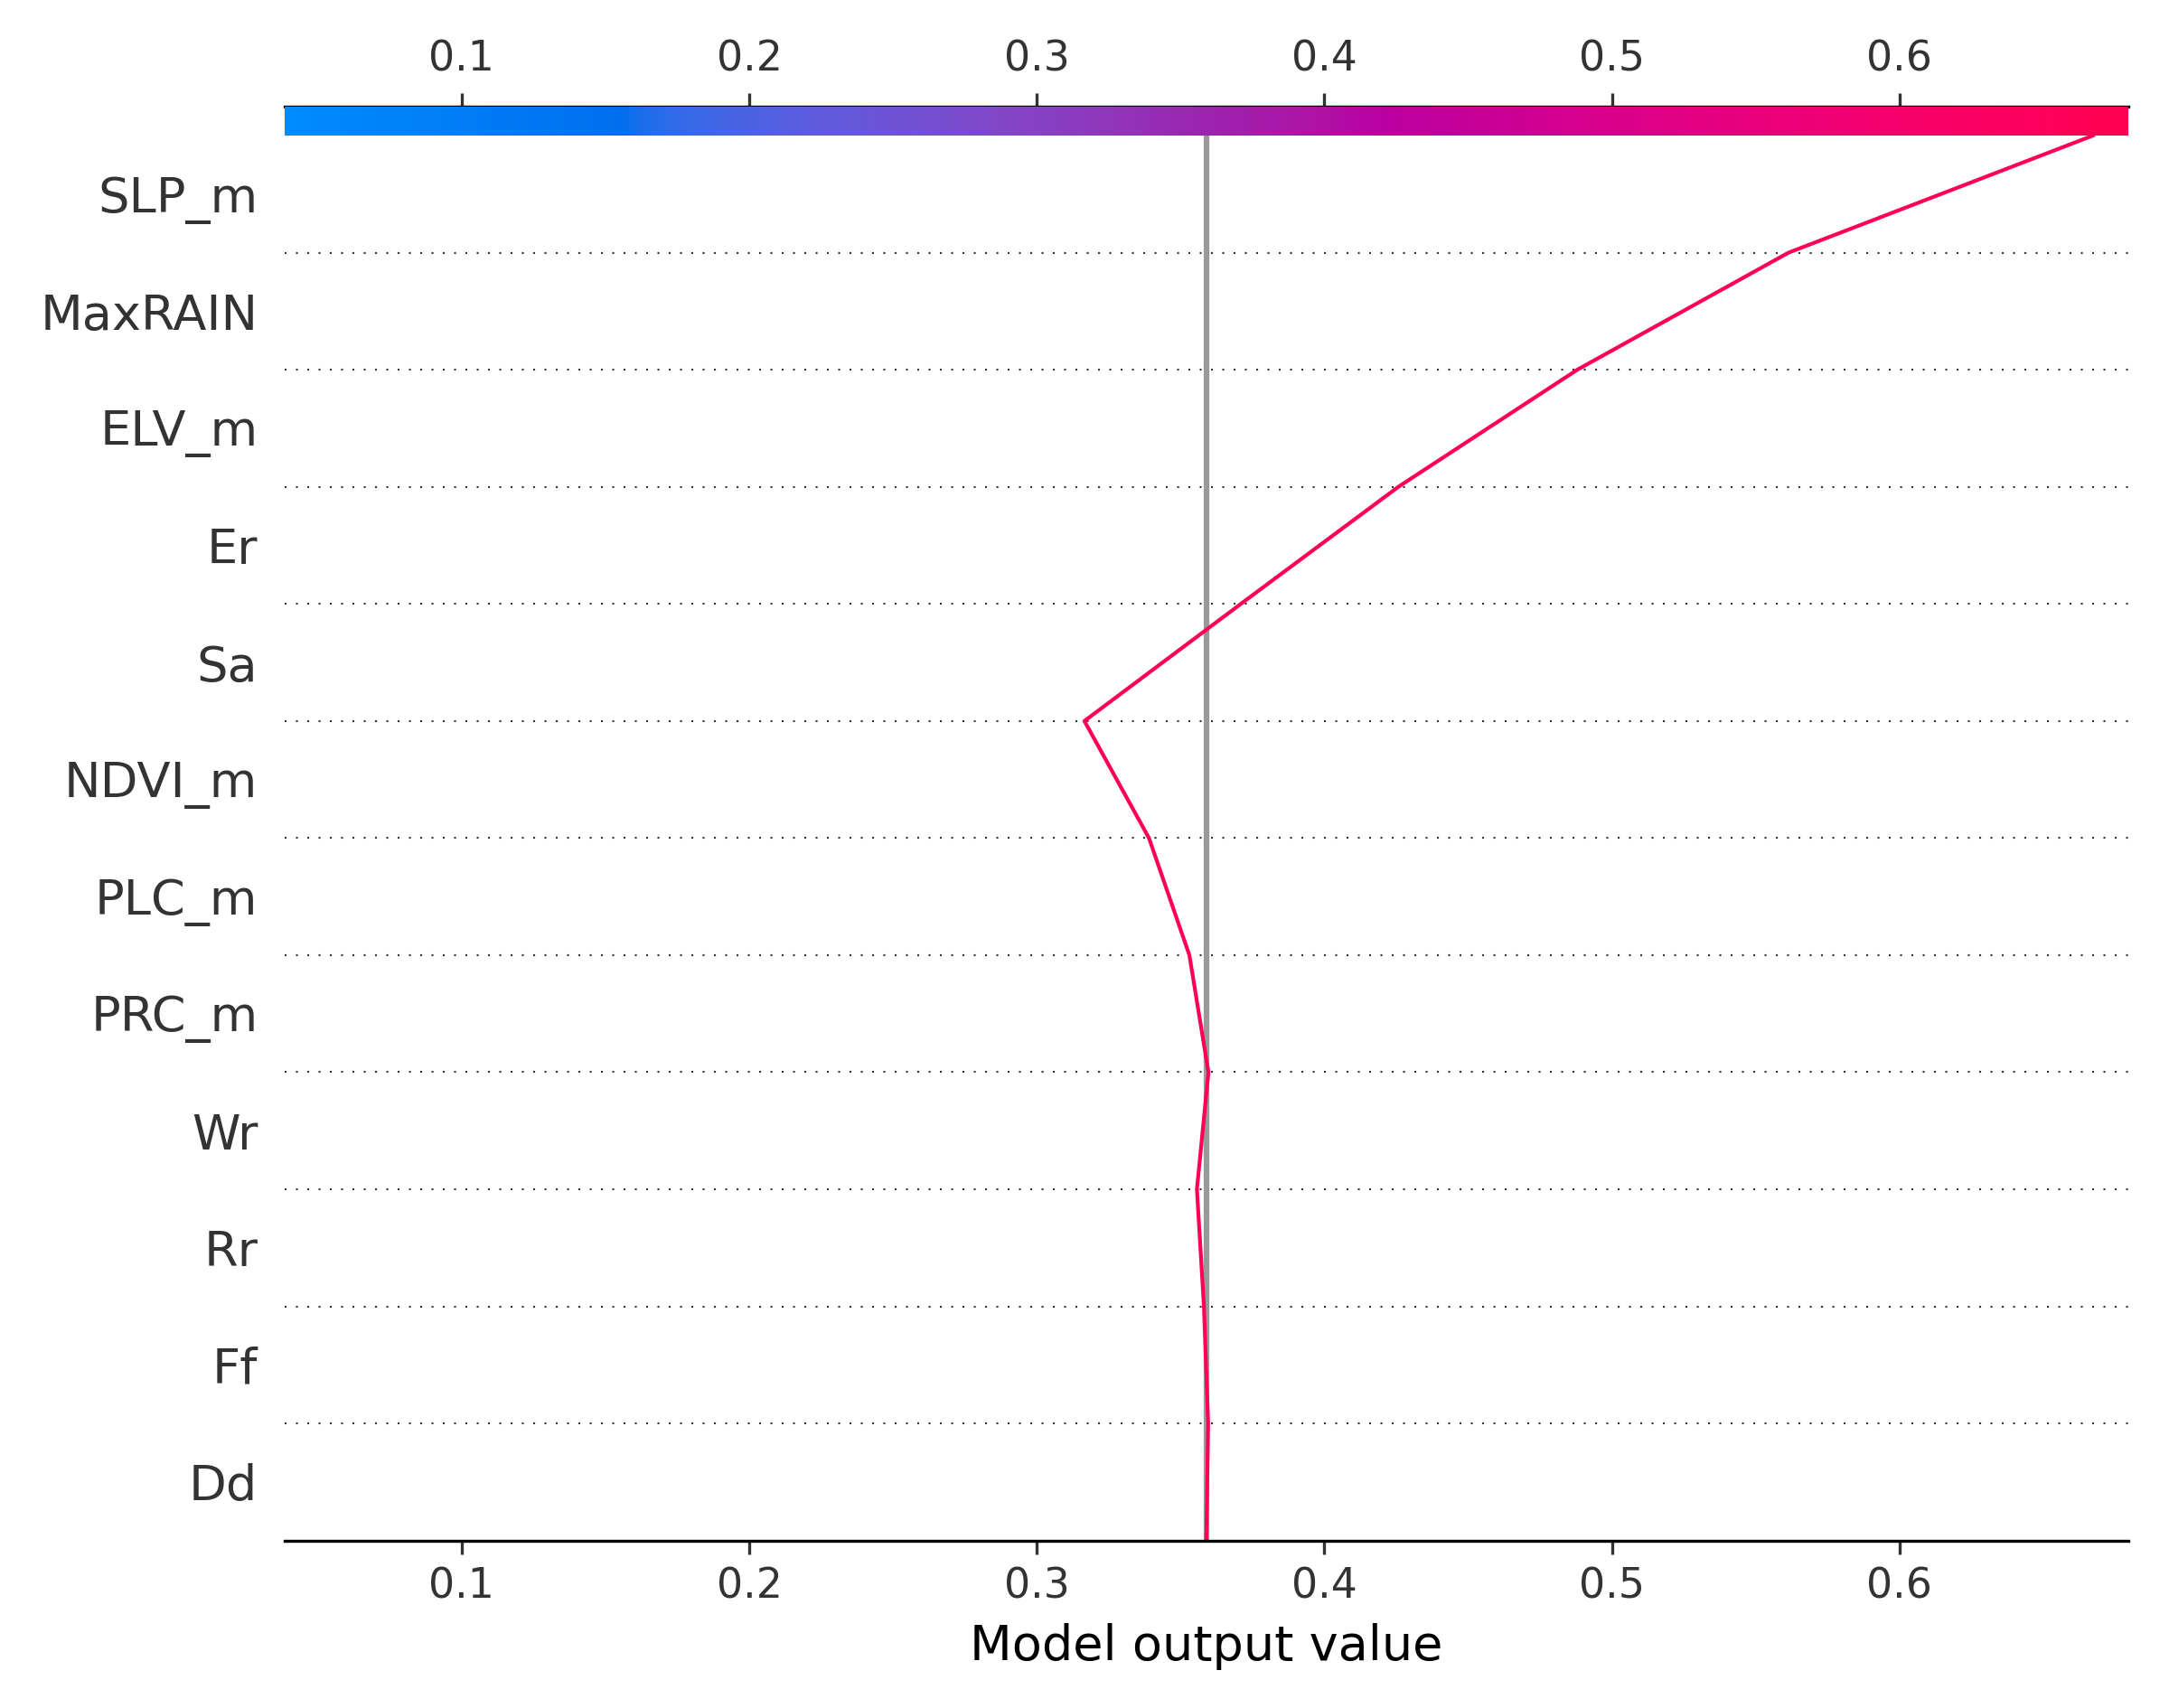 0.1 0.2 0.3 0.4 0.5 0.6
SLP_m
MaxRAIN
ELV_m
Er
Sa
NDVI_m
PLC_m
PRC_m
Wr
Rr
Ff
Dd
0.1 0.2 0.3 0.4 0.5 0.6
Model output value